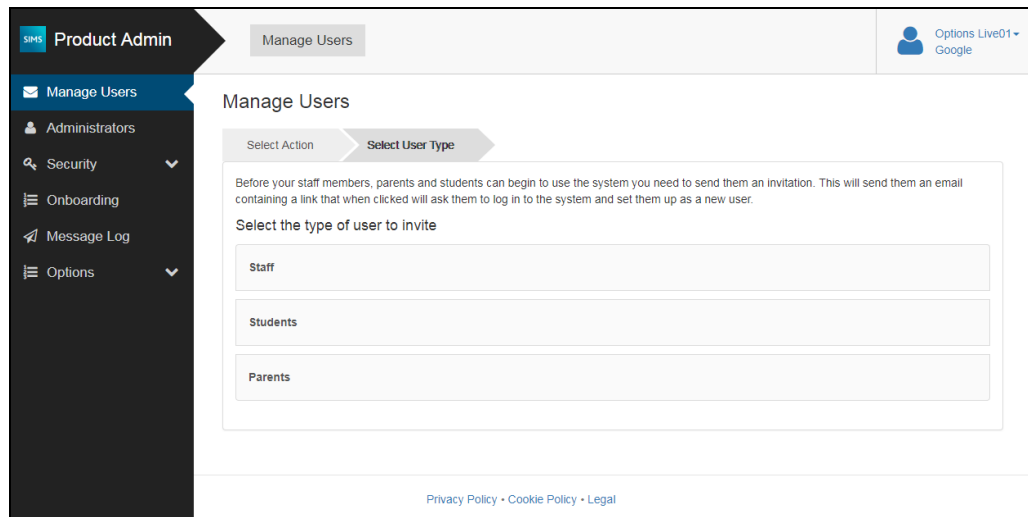 SIMS Product Admin
Manage Users
Options Live01
Google
Manage Users
Administrators
Security
Onboarding
Message Log
Options
Manage Users
Select Action
Select User Type
Before your staff members, parents and students can begin to use the system you need to send them an invitation. This will send them an email
containing a link that when clicked will ask them to log in to the system and set them up as a new user.
Select the type of user to invite
Staff
Students
Parents
Privacy Policy • Cookie Policy • Legal